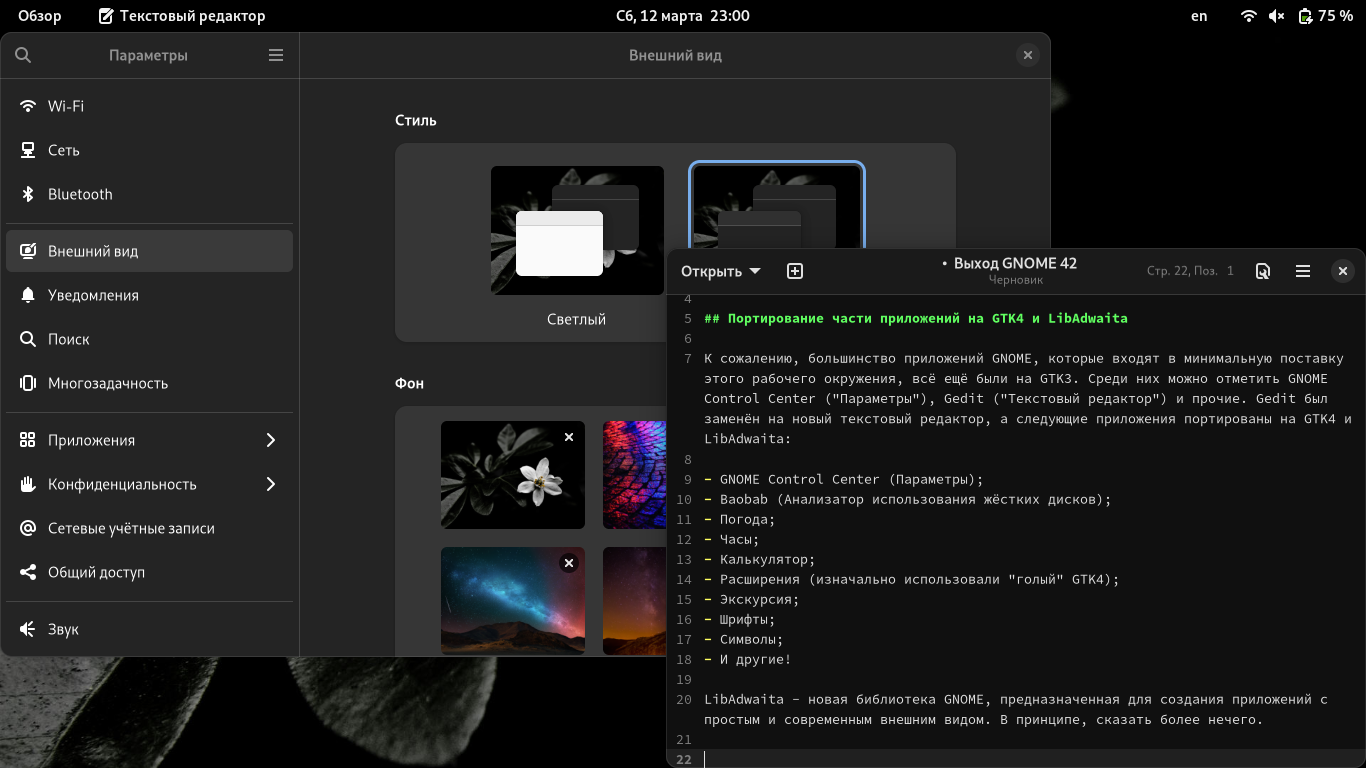 Обзор
Текстовый редактор
Сб, 12 марта 23:00
en
75 %
Параметры
Внешний вид
Wi-Fi
Сеть
Bluetooth
Внешний вид
Уведомления
Поиск
Многозадачность
Приложения
Конфиденциальность
Сетевые учётные записи
Общий доступ
Звук
Стиль
Светлый
Фон
Открыть
• Выход GNOME 42
Черновик
Стр. 22, Поз. 1
4
5 ## Портирование части приложений на GTK4 и LibAdwaita
6
7 К сожалению, большинство приложений GNOME, которые входят в минимальную поставку
этого рабочего окружения, всё ещё были на GTK3. Среди них можно отметить GNOME
Control Center ("Параметры"), Gedit ("Текстовый редактор") и прочие. Gedit был
заменён на новый текстовый редактор, а следующие приложения портированы на GTK4 и
LibAdwaita:
8
9 - GNOME Control Center (Параметры);
10 - Baobab (Анализатор использования жёстких дисков);
11 - Погода;
12 - Часы;
13 - Калькулятор;
14 - Расширения (изначально использовали "голый" GTK4);
15 - Экскурсия;
16 - Шрифты;
17 - Символы;
18 - И другие!
19
20 LibAdwaita – новая библиотека GNOME, предназначенная для создания приложений с
простым и современным внешним видом. В принципе, сказать более нечего.
21
22